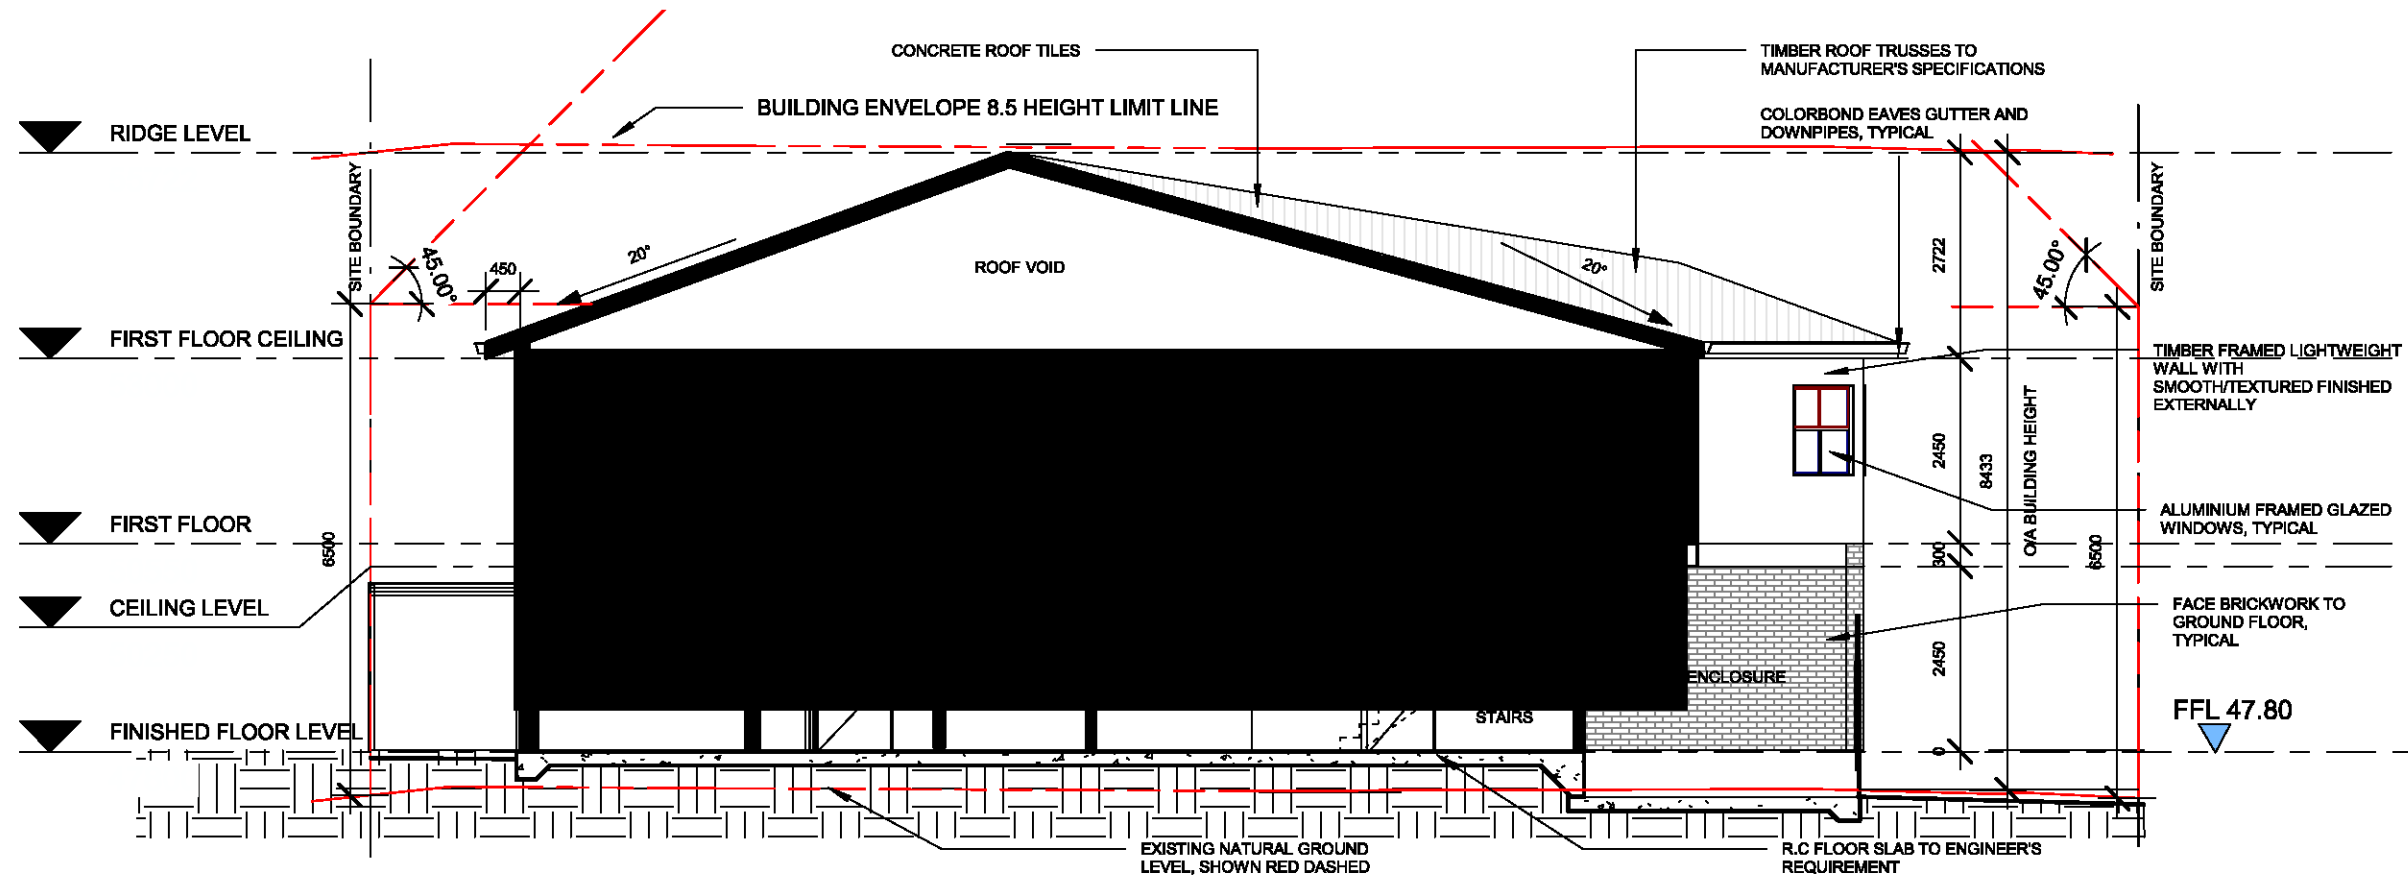 CONCRETE ROOF TILES
TIMBER ROOF TRUSSES TO
MANUFACTURER'S SPECIFICATIONS
BUILDING ENVELOPE 8.5 HEIGHT LIMIT LINE
COLORBOND EAVES GUTTER AND
DOWNPIPES, TYPICAL
RIDGE LEVEL
SITE BOUNDARY
SITE BOUNDARY
45.00°
450
20°
ROOF VOID
20°
2722
45.00°
FIRST FLOOR CEILING
TIMBER FRAMED LIGHTWEIGHT
WALL WITH
SMOOTH/TEXTURED FINISHED
EXTERNALLY
2450
8433
O/A BUILDING HEIGHT
FIRST FLOOR
ALUMINIUM FRAMED GLAZED
WINDOWS, TYPICAL
6500
300
6500
CEILING LEVEL
FACE BRICKWORK TO
GROUND FLOOR,
TYPICAL
2450
ENCLOSURE
STAIRS
FFL 47.80
FINISHED FLOOR LEVEL
0
EXISTING NATURAL GROUND
LEVEL, SHOWN RED DASHED
R.C FLOOR SLAB TO ENGINEER'S
REQUIREMENT